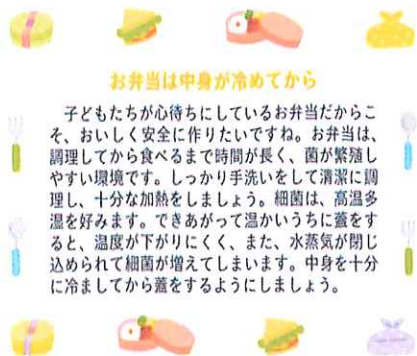 お弁当は中身が冷めてから
子どもたちが心待ちにしているお弁当だからこ
そ、おいしく安全に作りたいですね。お弁当は、
調理してから食べるまで時間が長く、菌が繁殖し
やすい環境です。しっかり手洗いをして清潔に調
理し、十分な加熱をしましょう。細菌は、高温多
湿を好みます。できあがって温かいうちに蓋をす
ると、温度が下がりにくく、また、水蒸気が閉じ
込められて細菌が増えてしまいます。中身を十分
に冷ましてから蓋をするようにしましょう。